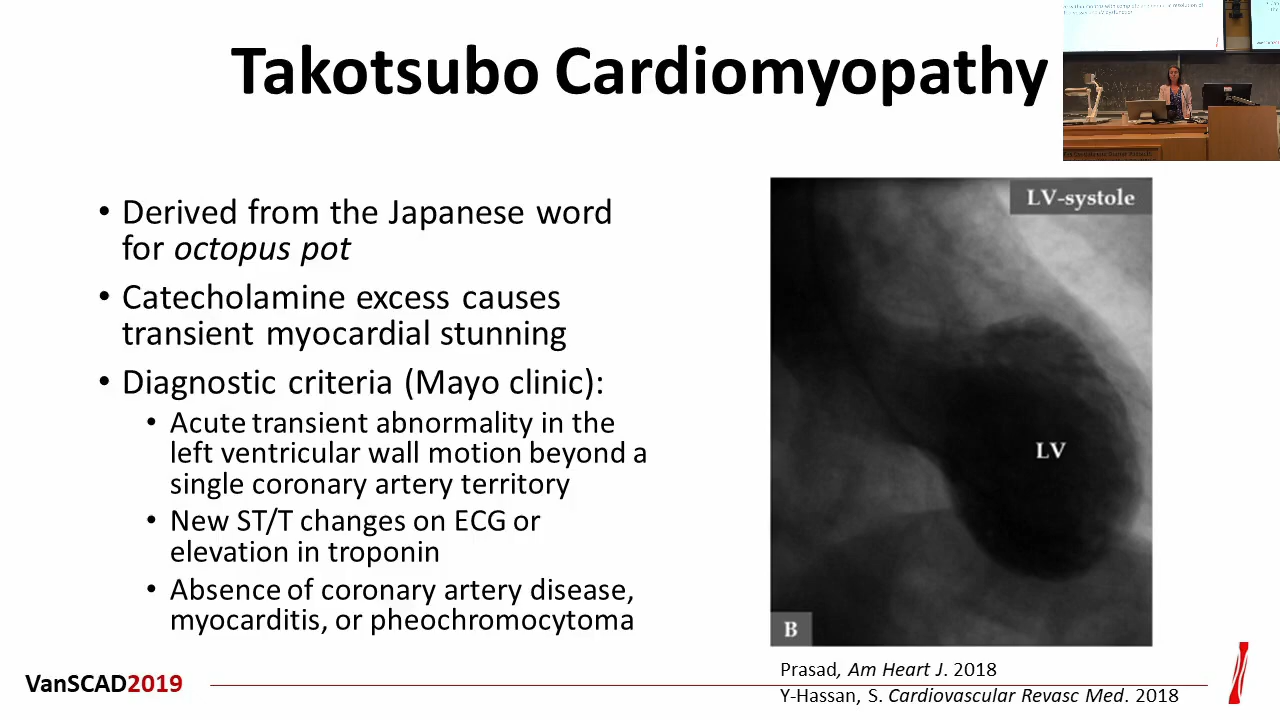 Takotsubo Cardiomyopathy
• Derived from the Japanese word
for octopus pot
• Catecholamine excess causes
transient myocardial stunning
• Diagnostic criteria (Mayo clinic):
• Acute transient abnormality in the
left ventricular wall motion beyond a
single coronary artery territory
• New ST/T changes on ECG or
elevation in troponin
• Absence of coronary artery disease,
myocarditis, or pheochromocytoma
LV-systole
LV
B
Prasad, Am Heart J. 2018
Y-Hassan, S. Cardiovascular Revasc Med. 2018
VanSCAD2019